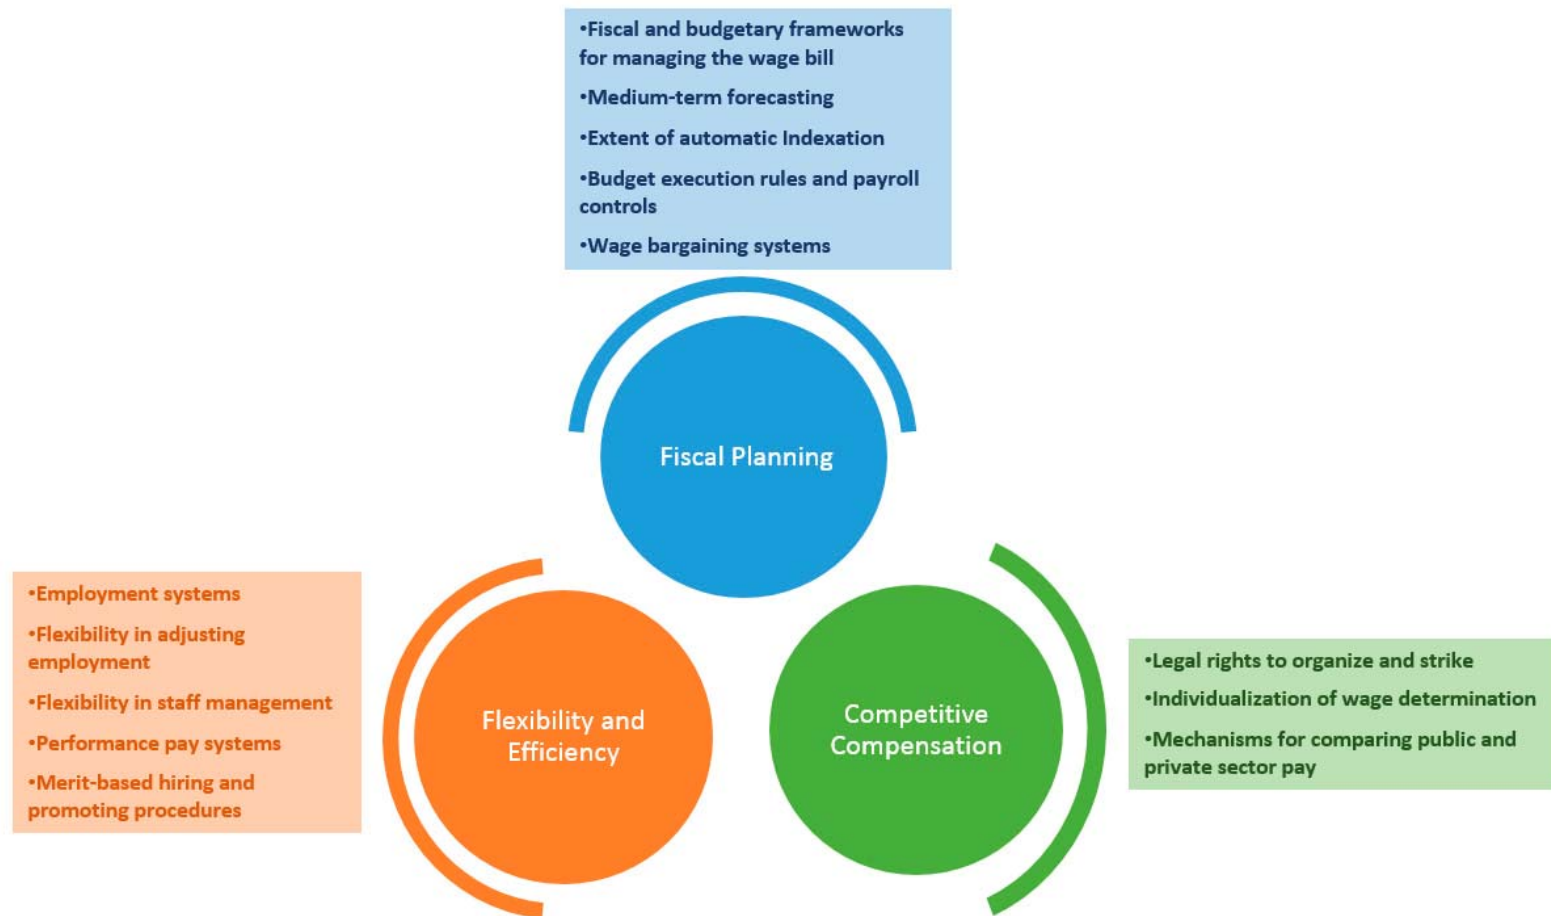 •Fiscal and budgetary frameworks
for managing the wage bill
•Medium-term forecasting
•Extent of automatic Indexation
•Budget execution rules and payroll
controls
•Wage bargaining systems
Fiscal Planning
•Employment systems
•Flexibility in adjusting
employment
•Flexibility in staff management
•Performance pay systems
•Merit-based hiring and
promoting procedures
Flexibility and
Efficiency
Competitive
Compensation
•Legal rights to organize and strike
•Individualization of wage determination
•Mechanisms for comparing public and
private sector pay